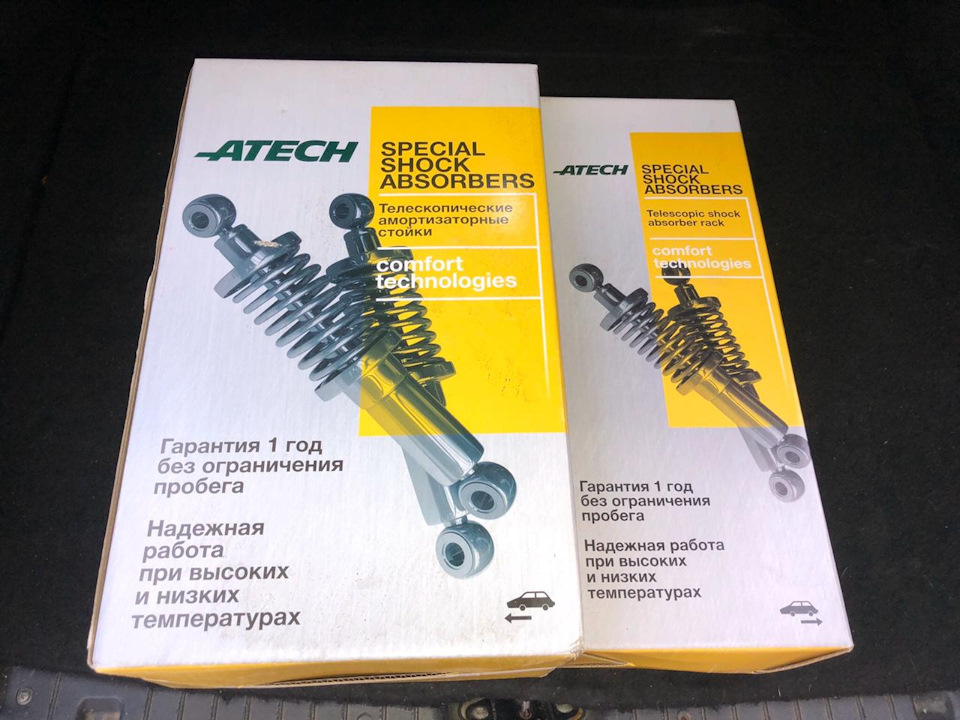 ATECH
SPECIAL
SHOCK
ABSORBERS
Телескопические
амортизаторные
стойки
comfort
technologies
Гарантия 1 год
без ограничения
пробега
Надежная
работа
при высоких
и низких
температурах
ATECH
SPECIAL
SHOCK
ABSORBERS
Telescopic shock
absorber rack
comfort
technologies
Гарантия 1 год
без ограничения
пробега
Надежная работа
при высоких
и низких
температурах